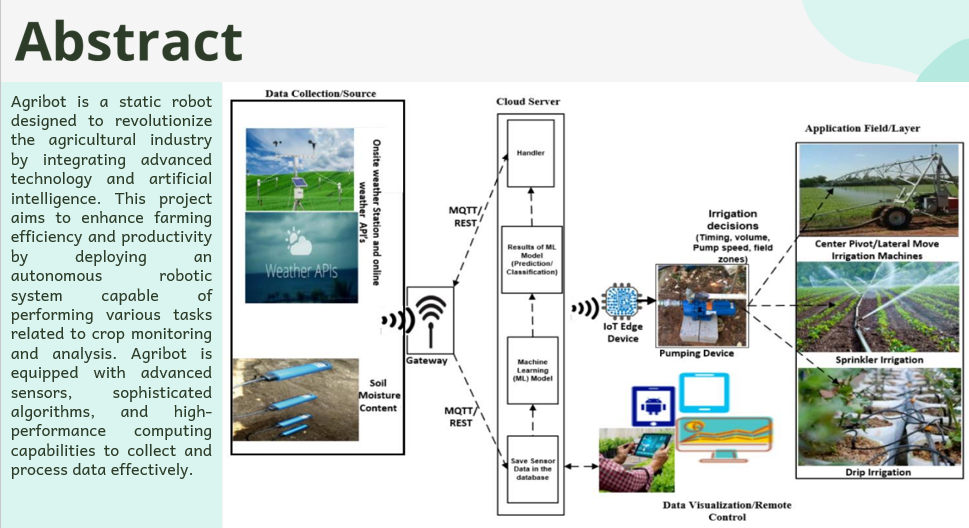 Abstract
Agribot is a static robot
designed to revolutionize
the agricultural industry
by integrating advanced
technology and artificial
intelligence. This project
aims to enhance farming
efficiency and productivity
by deploying an
autonomous robotic
system capable of
performing various tasks
related to crop monitoring
and analysis. Agribot is
equipped with advanced
sensors, sophisticated
algorithms, and high-
performance computing
capabilities to collect and
process data effectively.
Data Collection/Source
Onsite weather Station and online
weather API's
Weather APIs
Soil
Moisture
Content
Gateway
MQTT/
REST
MQTT/
REST
Cloud Server
Handler
Results of ML
Model
(Prediction/
Classification)
Machine
Learning
(ML) Model
Save Sensor
Data in the
database
IoT Edge
Device
Irrigation
decisions
(Timing, volume,
Pump speed, field
zones)
Pumping Device
Data Visualization/Remote
Control
Application Field/Layer
Center Pivot/Lateral Move
Irrigation Machines
Sprinkler Irrigation
Drip Irrigation